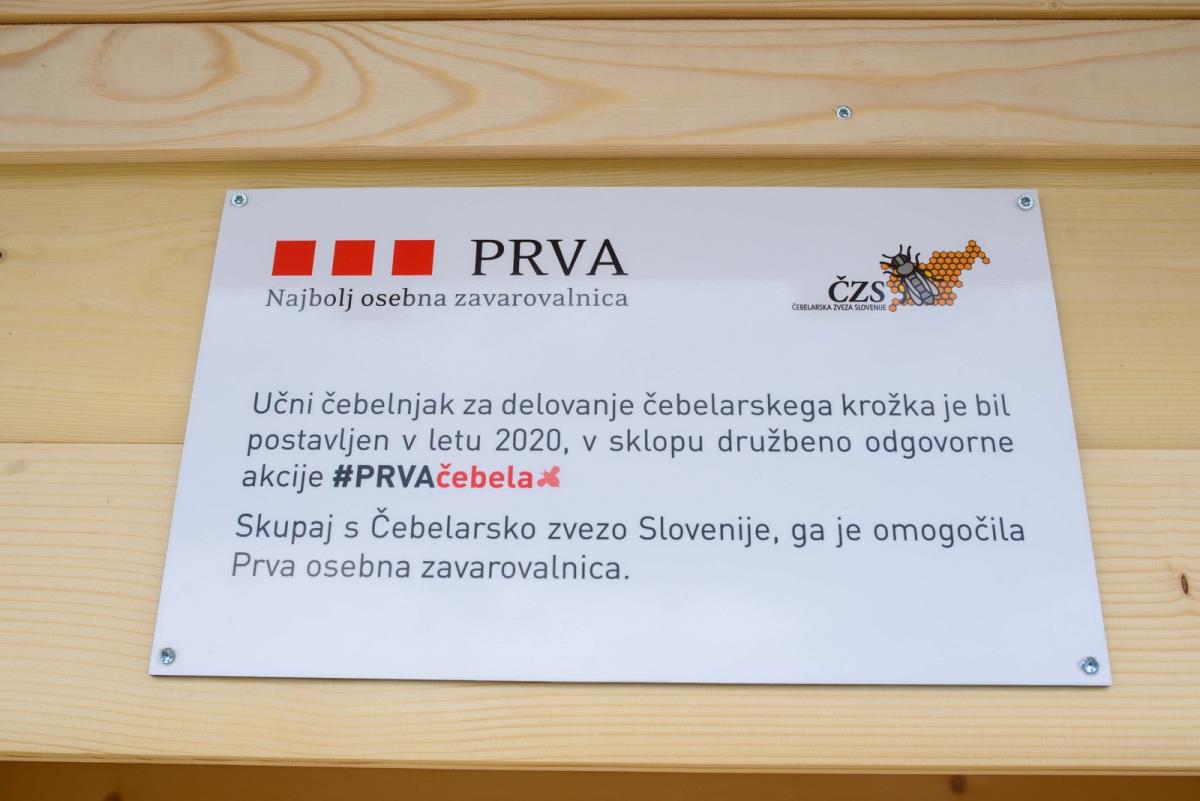 PRVA
Najbolj osebna zavarovalnica
ČZS
ČEBELARSKA ZVEZA SLOVENIJE
Učni čebelnjak za delovanje čebelarskega krožka je bil
postavljen v letu 2020, v sklopu družbeno odgovorne
akcije #PRVAčebela
Skupaj s Čebelarsko zvezo Slovenije, ga je omogočila
Prva osebna zavarovalnica.